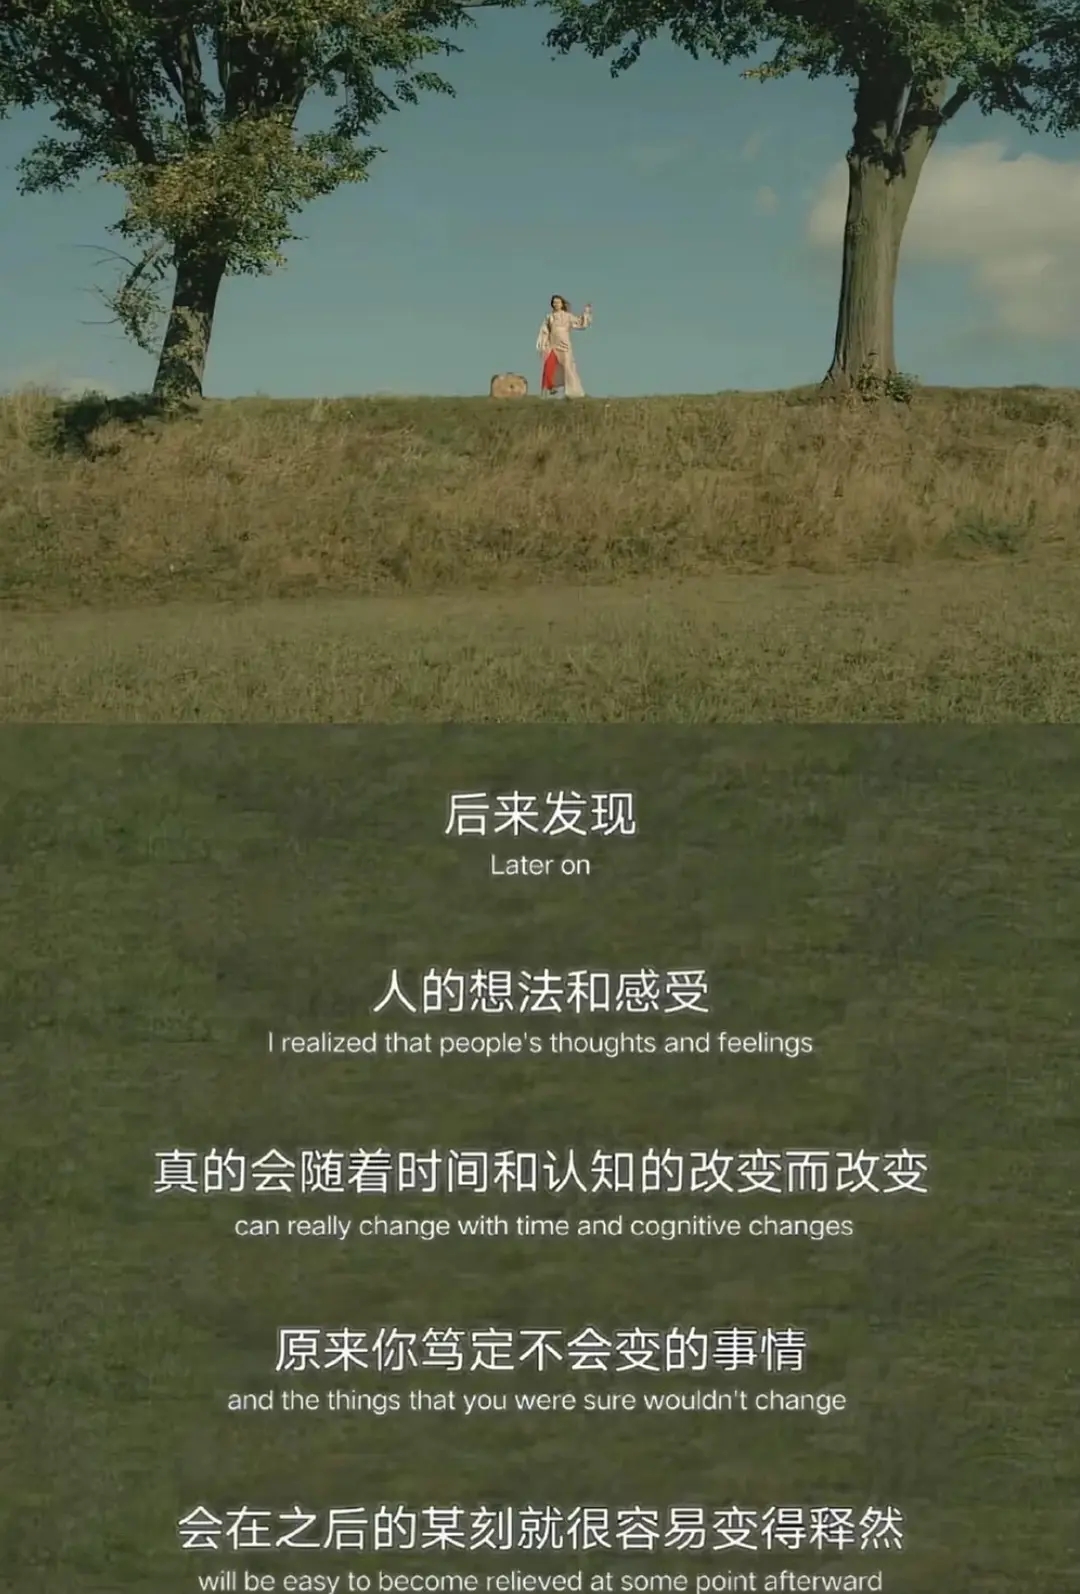 后来发现
Later on
人的想法和感受
I realized that people's thoughts and feelings
真的会随着时间和认知的改变而改变
can really change with time and cognitive changes
原来你笃定不会变的事情
and the things that you were sure wouldn't change
会在之后的某刻就很容易变得释然
will be easy to become relieved at some point afterward